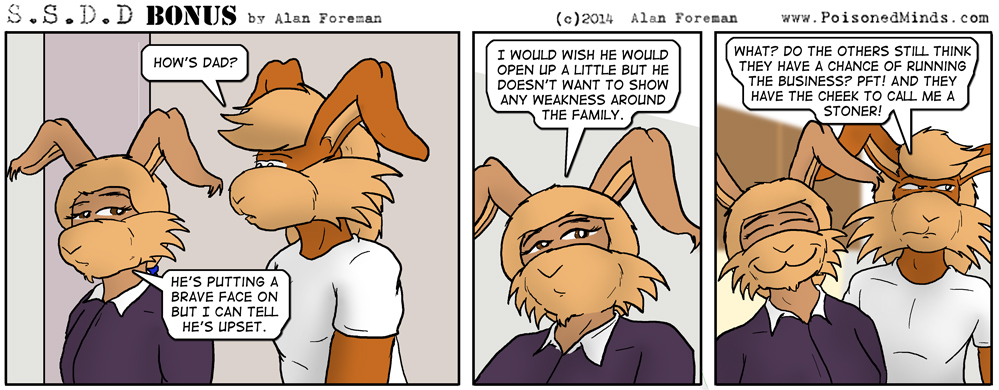 S.S.D.D BONUS by Alan Foreman (c)2014 Alan Foreman www.PoisonedMinds.com
HOW'S DAD?
HE'S PUTTING A
BRAVE FACE ON
BUT I CAN TELL
HE'S UPSET.
I WOULD WISH HE WOULD
OPEN UP A LITTLE BUT HE
DOESN'T WANT TO SHOW
ANY WEAKNESS AROUND
THE FAMILY.
WHAT? DO THE OTHERS STILL THINK
THEY HAVE A CHANCE OF RUNNING
THE BUSINESS? PFT! AND THEY
HAVE THE CHEEK TO CALL ME A
STONER!